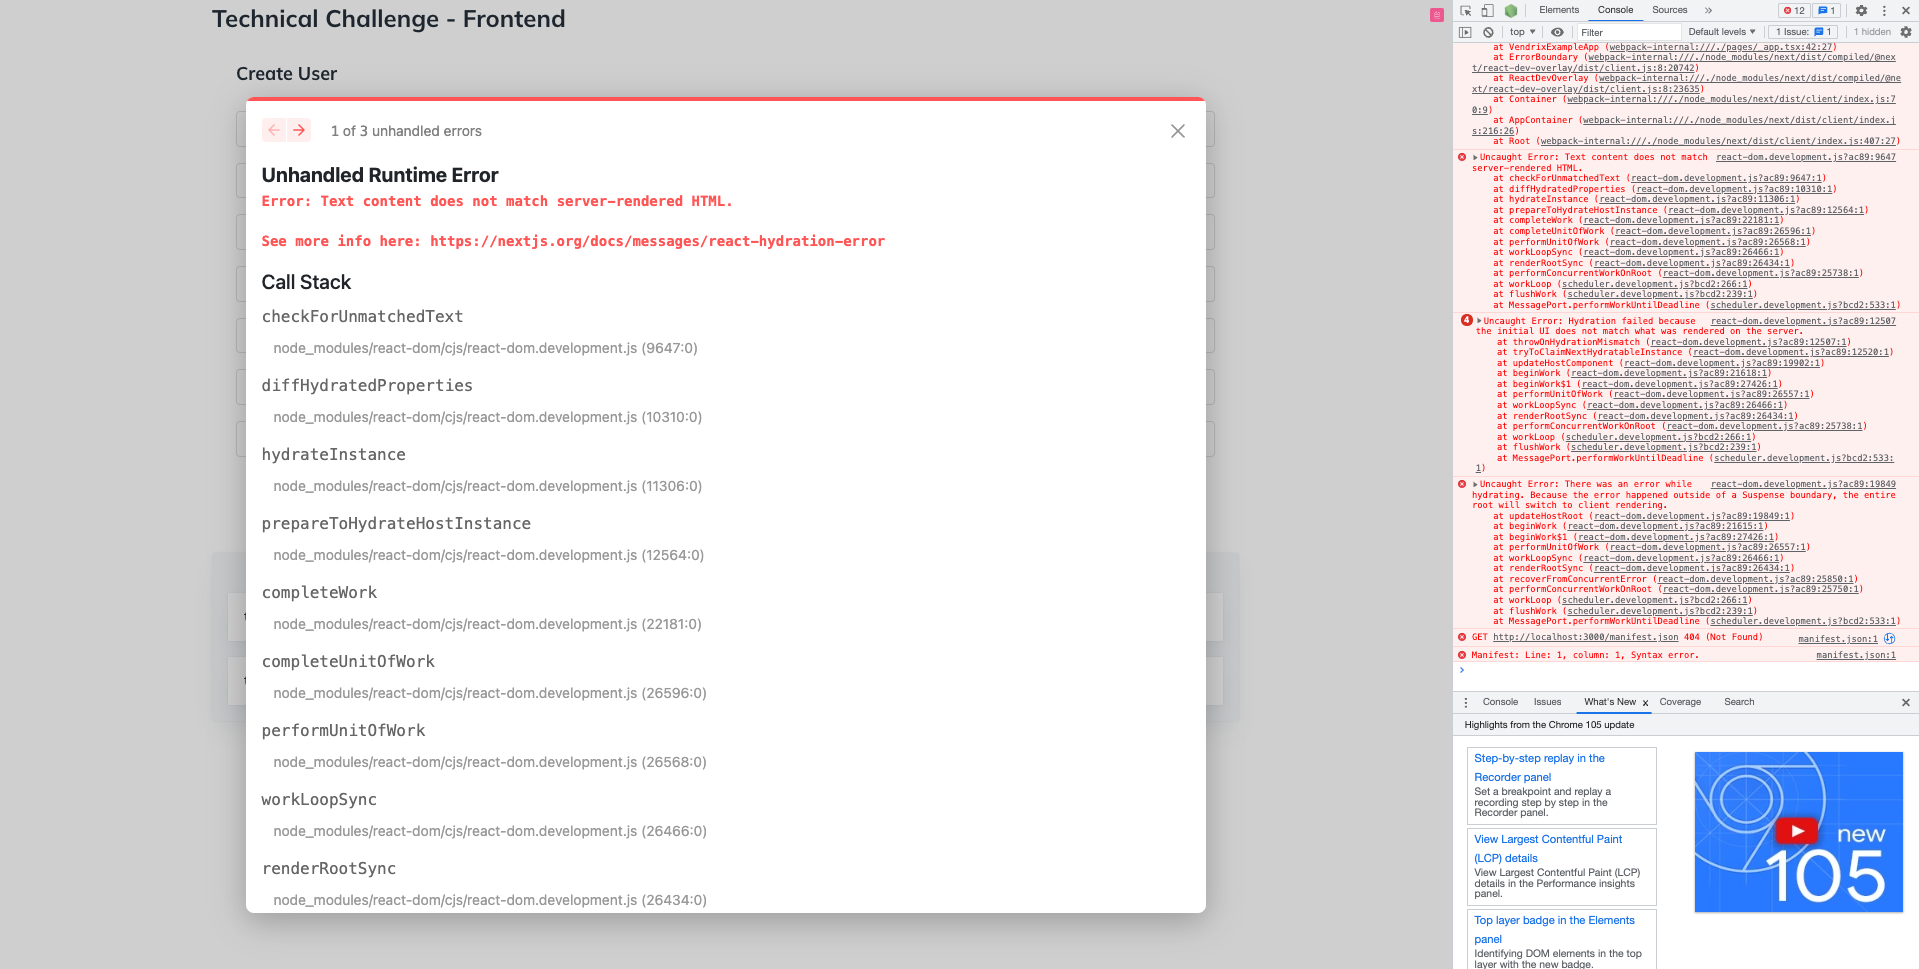 Technical Challenge - Frontend
Create User
1 of 3 unhandled errors
Unhandled Runtime Error
Error: Text content does not match server-rendered HTML.
See more info here: https://nextjs.org/docs/messages/react-hydration-error
Call Stack
checkForUnmatchedText
node_modules/react-dom/cjs/react-dom.development.js (9647:0)
diffHydratedProperties
node_modules/react-dom/cjs/react-dom.development.js (10310:0)
hydrateInstance
node_modules/react-dom/cjs/react-dom.development.js (11306:0)
prepareToHydrateHostInstance
node_modules/react-dom/cjs/react-dom.development.js (12564:0)
completeWork
node_modules/react-dom/cjs/react-dom.development.js (22181:0)
completeUnitOfWork
node_modules/react-dom/cjs/react-dom.development.js (26596:0)
performUnitOfWork
node_modules/react-dom/cjs/react-dom.development.js (26568:0)
workLoopSync
node_modules/react-dom/cjs/react-dom.development.js (26466:0)
renderRootSync
node_modules/react-dom/cjs/react-dom.development.js (26434:0)
Elements Console Sources » 12 1
top Filter Default levels 1 Issue: 1 1 hidden
at VendrixExampleApp (webpack-internal:///./pages/_app.tsx:42:27)
at ErrorBoundary (webpack-internal:///./node_modules/next/dist/compiled/@nex
t/react-dev-overlay/dist/client.js:8:20742)
at ReactDevOverlay (webpack-internal:///./node_modules/next/dist/compiled/@ne
xt/react-dev-overlay/dist/client.js:8:23635)
at Container (webpack-internal:///./node_modules/next/dist/client/index.js:7
0:9)
at AppContainer (webpack-internal:///./node_modules/next/dist/client/index.j
s:216:26)
at Root (webpack-internal:///./node_modules/next/dist/client/index.js:407:27)
Uncaught Error: Text content does not match react-dom.development.js?ac89:9647
server-rendered HTML.
at checkForUnmatchedText (react-dom.development.js?ac89:9647:1)
at diffHydratedProperties (react-dom.development.js?ac89:10310:1)
at hydrateInstance (react-dom.development.js?ac89:11306:1)
at prepareToHydrateHostInstance (react-dom.development.js?ac89:12564:1)
at completeWork (react-dom.development.js?ac89:22181:1)
at completeUnitOfWork (react-dom.development.js?ac89:26596:1)
at performUnitOfWork (react-dom.development.js?ac89:26568:1)
at workLoopSync (react-dom.development.js?ac89:26466:1)
at renderRootSync (react-dom.development.js?ac89:26434:1)
at performConcurrentWorkOnRoot (react-dom.development.js?ac89:25738:1)
at workLoop (scheduler.development.js?bcd2:266:1)
at flushWork (scheduler.development.js?bcd2:239:1)
at MessagePort.performWorkUntilDeadline (scheduler.development.js?bcd2:533:1)
4 Uncaught Error: Hydration failed because react-dom.development.js?ac89:12507
the initial UI does not match what was rendered on the server.
at throwOnHydrationMismatch (react-dom.development.js?ac89:12507:1)
at tryToClaimNextHydratableInstance (react-dom.development.js?ac89:12520:1)
at updateHostComponent (react-dom.development.js?ac89:19902:1)
at beginWork (react-dom.development.js?ac89:21618:1)
at beginWork$1 (react-dom.development.js?ac89:27426:1)
at performUnitOfWork (react-dom.development.js?ac89:26557:1)
at workLoopSync (react-dom.development.js?ac89:26466:1)
at renderRootSync (react-dom.development.js?ac89:26434:1)
at performConcurrentWorkOnRoot (react-dom.development.js?ac89:25738:1)
at workLoop (scheduler.development.js?bcd2:266:1)
at flushWork (scheduler.development.js?bcd2:239:1)
at MessagePort.performWorkUntilDeadline (scheduler.development.js?bcd2:533:
1)
Uncaught Error: There was an error while react-dom.development.js?ac89:19849
hydrating. Because the error happened outside of a Suspense boundary, the entire
root will switch to client rendering.
at updateHostRoot (react-dom.development.js?ac89:19849:1)
at beginWork (react-dom.development.js?ac89:21615:1)
at beginWork$1 (react-dom.development.js?ac89:27426:1)
at performUnitOfWork (react-dom.development.js?ac89:26557:1)
at workLoopSync (react-dom.development.js?ac89:26466:1)
at renderRootSync (react-dom.development.js?ac89:26434:1)
at recoverFromConcurrentError (react-dom.development.js?ac89:25850:1)
at performConcurrentWorkOnRoot (react-dom.development.js?ac89:25750:1)
at workLoop (scheduler.development.js?bcd2:266:1)
at flushWork (scheduler.development.js?bcd2:239:1)
at MessagePort.performWorkUntilDeadline (scheduler.development.js?bcd2:533:1)
GET http://localhost:3000/manifest.json 404 (Not Found) manifest.json:1
Manifest: Line: 1, column: 1, Syntax error. manifest.json:1
Console Issues What's New x Coverage Search
Highlights from the Chrome 105 update
Step-by-step replay in the
Recorder panel
Set a breakpoint and replay a
recording step by step in the
Recorder panel.
View Largest Contentful Paint
(LCP) details
View Largest Contentful Paint (LCP)
details in the Performance insights
panel.
Top layer badge in the Elements
panel
Identifying DOM elements in the top
layer with the new badge.
new
105